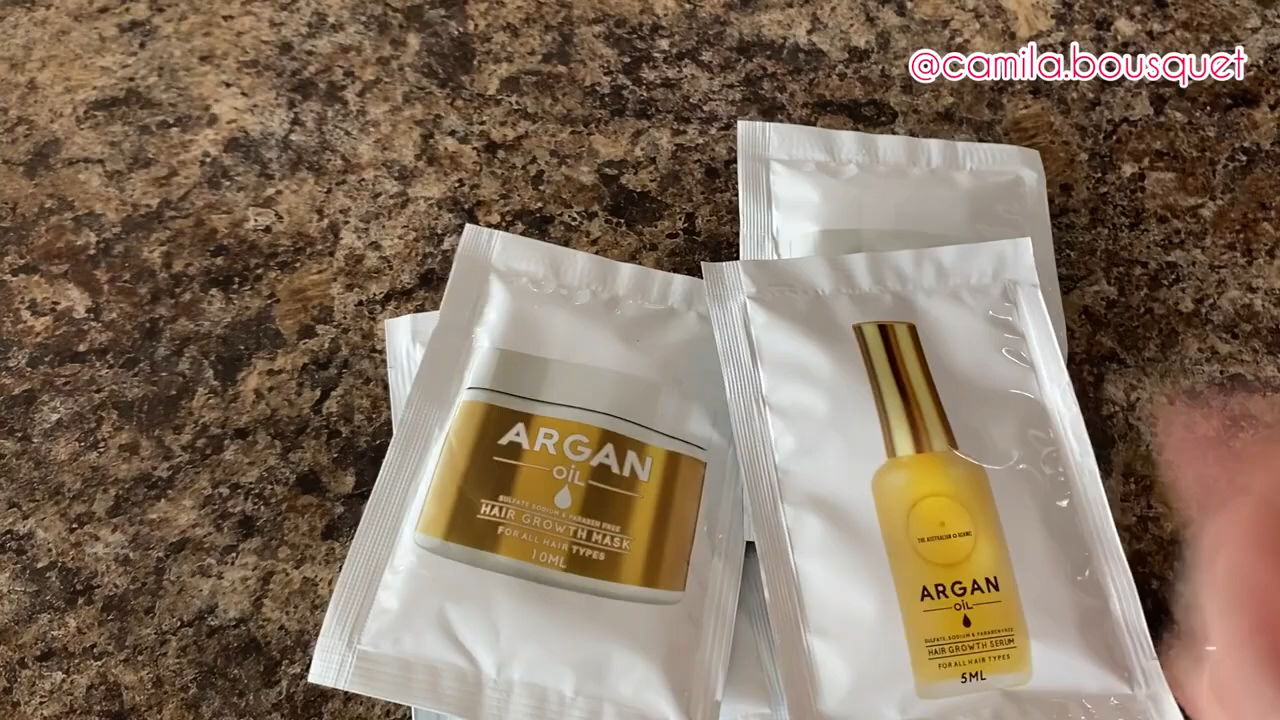 @camila.bousquet
ARGAN
OiL
SULFATE SODIUM & PARABEN FREE
HAIR GROWTH MASK
FOR ALL HAIR TYPES
10ML
ARGAN
OiL
SULFATE, SODIUM & PARABEN FREE
HAIR GROWTH SERUM
FOR ALL HAIR TYPES
5ML